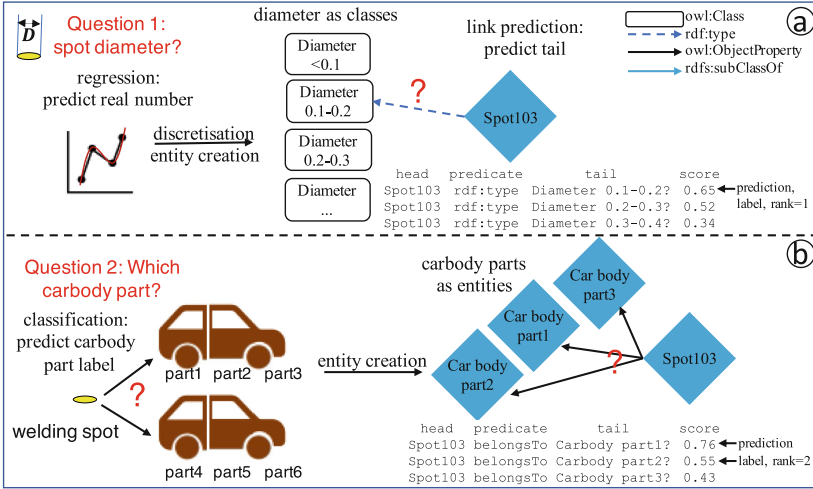 D
Question 1:
spot diameter?
regression:
predict real number
discretisation
entity creation
diameter as classes
Diameter
<0.1
Diameter
0.1-0.2
Diameter
0.2-0.3
Diameter
...
link prediction:
predict tail
?
Spot103
owl:Class
rdf:type
owl:ObjectProperty
rdfs:subClassOf
head predicate tail score
Spot103 rdf:type Diameter 0.1-0.2? 0.65
Spot103 rdf:type Diameter 0.2-0.3? 0.52
Spot103 rdf:type Diameter 0.3-0.4? 0.34
prediction,
label, rank=1
a
Question 2: Which
carbody part?
classification:
predict carbody
part label
?
welding spot
part1 part2 part3
part4 part5 part6
entity creation
carbody parts
as entities
Car body
part3
Car body
part1
Car body
part2
?
Spot103
head predicate tail score
Spot103 belongsTo Carbody part1? 0.76
Spot103 belongsTo Carbody part2? 0.55
Spot103 belongsTo Carbody part3? 0.43
prediction
label, rank=2
b